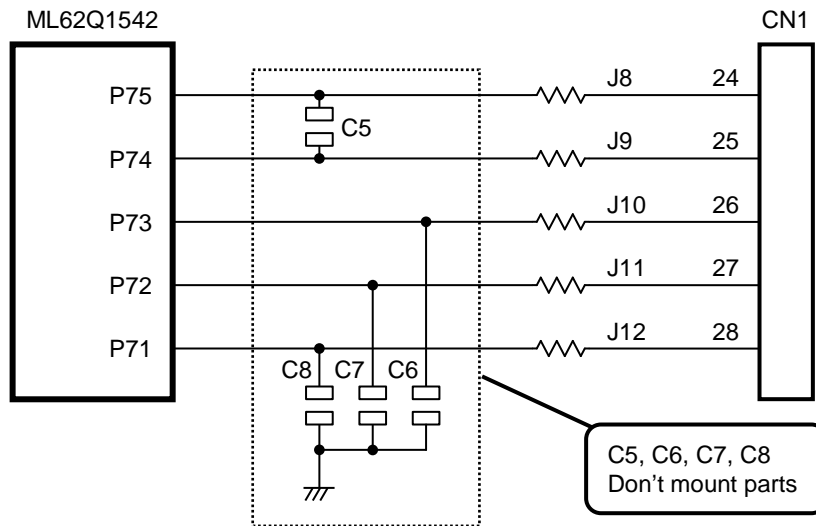 ML62Q1542
CN1
P75
J8
24
C5
P74
J9
25
P73
J10
26
P72
J11
27
P71
J12
28
C8
C7
C6
C5, C6, C7, C8
Don't mount parts